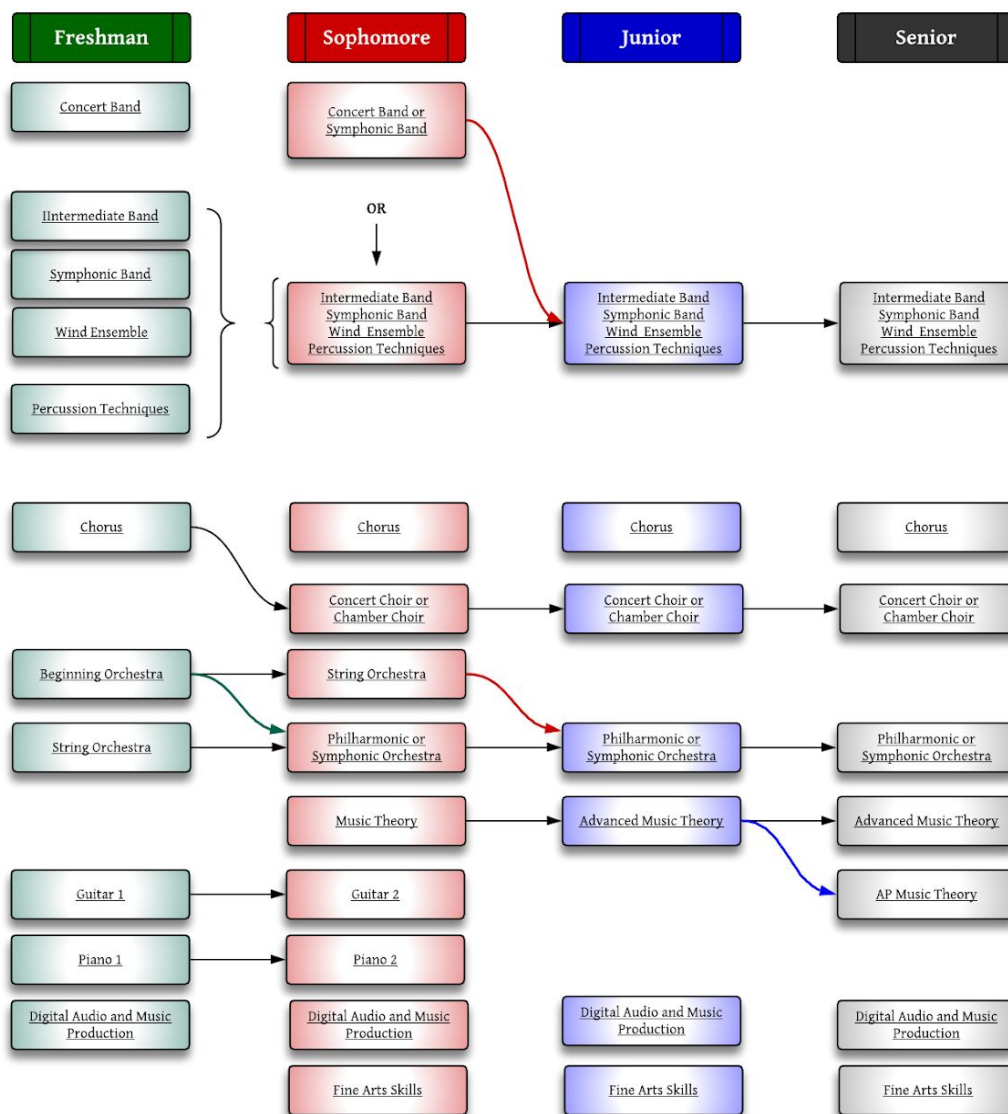 Freshman
Sophomore
Junior
Senior
Concert Band
Concert Band or
Symphonic Band
IIntermediate Band
Symphonic Band
Wind Ensemble
Percussion Techniques
OR
Intermediate Band
Symphonic Band
Wind Ensemble
Percussion Techniques
Intermediate Band
Symphonic Band
Wind Ensemble
Percussion Techniques
Intermediate Band
Symphonic Band
Wind Ensemble
Percussion Techniques
Chorus
Chorus
Chorus
Chorus
Concert Choir or
Chamber Choir
Concert Choir or
Chamber Choir
Concert Choir or
Chamber Choir
Beginning Orchestra
String Orchestra
String Orchestra
Philharmonic or
Symphonic Orchestra
Philharmonic or
Symphonic Orchestra
Philharmonic or
Symphonic Orchestra
Music Theory
Advanced Music Theory
Advanced Music Theory
Guitar 1
Guitar 2
AP Music Theory
Piano 1
Piano 2
Digital Audio and Music
Production
Digital Audio and Music
Production
Digital Audio and Music
Production
Digital Audio and Music
Production
Fine Arts Skills
Fine Arts Skills
Fine Arts Skills